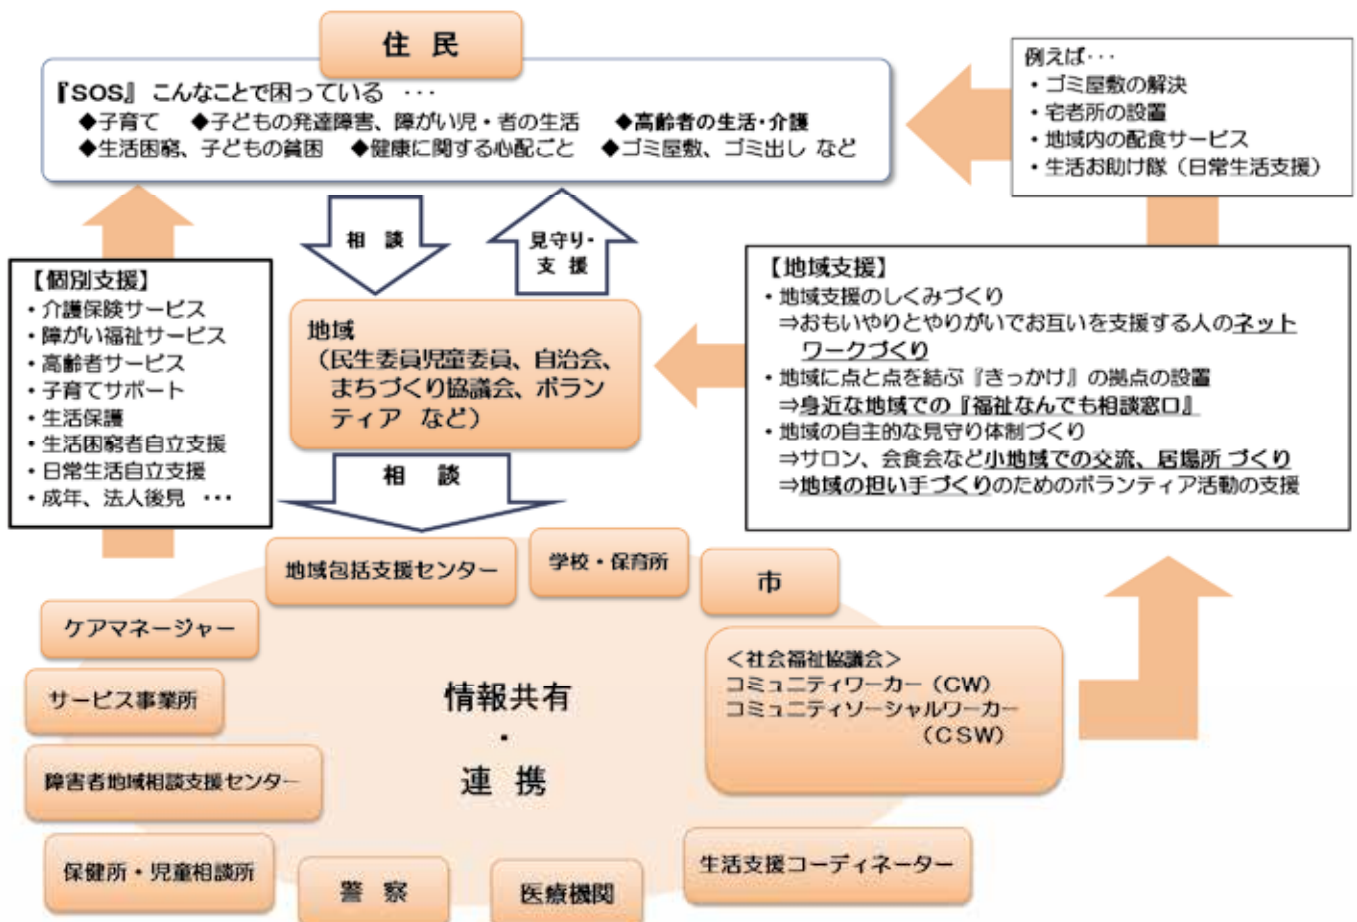 住 民
『SOS』 こんなことで困っている ・・・
◆子育て ◆子どもの発達障害、障がい児・者の生活 ◆高齢者の生活・介護
◆生活困窮、子どもの貧困 ◆健康に関する心配ごと ◆ゴミ屋敷、ゴミ出し など
例えば・・・
・ゴミ屋敷の解決
・宅老所の設置
・地域内の配食サービス
・生活お助け隊（日常生活支援）
相 談
見守り・
支 援
【個別支援】
・介護保険サービス
・障がい福祉サービス
・高齢者サービス
・子育てサポート
・生活保護
・生活困窮者自立支援
・日常生活自立支援
・成年、法人後見 ・・・
地域
（民生委員児童委員、自治会、
まちづくり協議会、ボラン
ティア など）
【地域支援】
・地域支援のしくみづくり
⇒おもいやりとやりがいでお互いを支援する人のネット
ワークづくり
・地域に点と点を結ぶ『きっかけ』の拠点の設置
⇒身近な地域での『福祉なんでも相談窓口』
・地域の自主的な見守り体制づくり
⇒サロン、会食会など小地域での交流、居場所 づくり
⇒地域の担い手づくりのためのボランティア活動の支援
相 談
地域包括支援センター
学校・保育所
市
ケアマネージャー
＜社会福祉協議会＞
コミュニティワーカー（CW）
コミュニティソーシャルワーカー
（CSW）
サービス事業所
情報共有
・
連 携
障害者地域相談支援センター
保健所・児童相談所
警 察
医療機関
生活支援コーディネーター